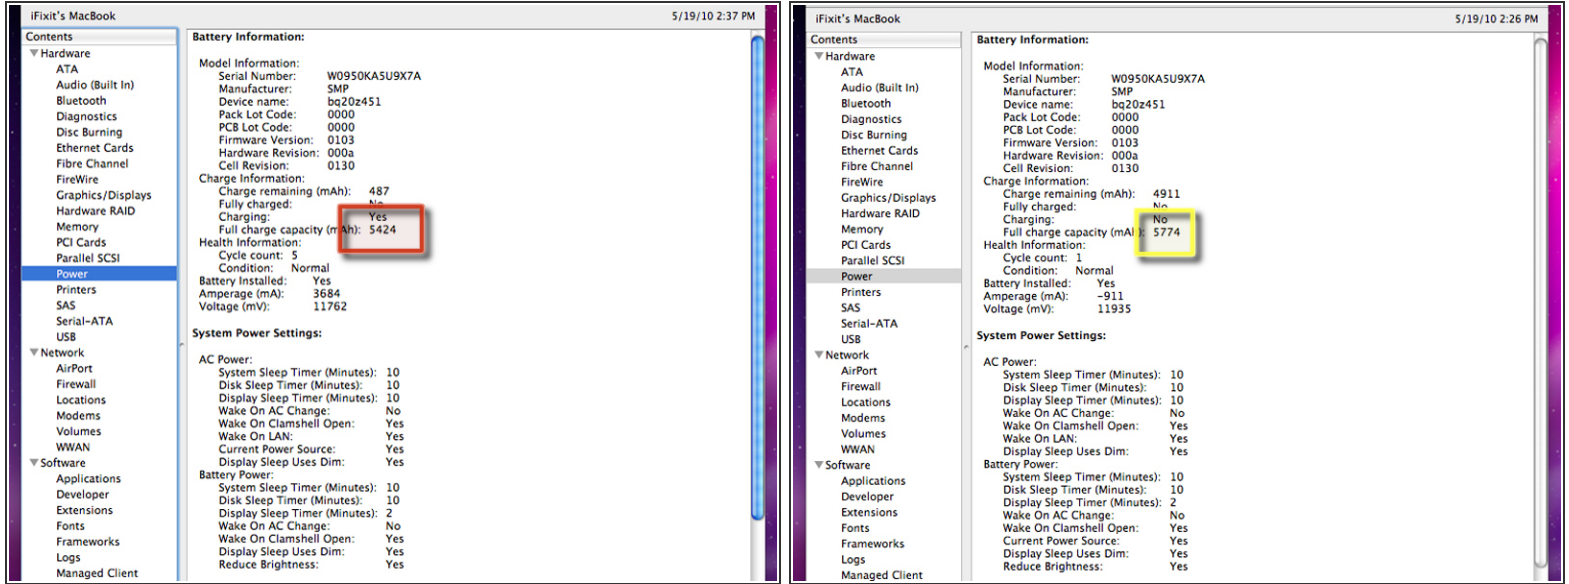 iFixit's MacBook
5/19/10 2:37 PM
Contents
Hardware
ATA
Audio (Built In)
Bluetooth
Diagnostics
Disc Burning
Ethernet Cards
Fibre Channel
FireWire
Graphics/Displays
Hardware RAID
Memory
PCI Cards
Parallel SCSI
Power
Printers
SAS
Serial-ATA
USB
Network
AirPort
Firewall
Locations
Modems
Volumes
WWAN
Software
Applications
Developer
Extensions
Fonts
Frameworks
Logs
Managed Client
Battery Information:
Model Information:
Serial Number: W0950KA5U9X7A
Manufacturer: SMP
Device name: bq20z451
Pack Lot Code: 0000
PCB Lot Code: 0000
Firmware Version: 0103
Hardware Revision: 000a
Cell Revision: 0130
Charge Information:
Charge remaining (mAh): 487
Fully charged: No
Charging: Yes
Full charge capacity (mAh): 5424
Health Information:
Cycle count: 5
Condition: Normal
Battery Installed: Yes
Amperage (mA): 3684
Voltage (mV): 11762
System Power Settings:
AC Power:
System Sleep Timer (Minutes): 10
Disk Sleep Timer (Minutes): 10
Display Sleep Timer (Minutes): 10
Wake On AC Change: No
Wake On Clamshell Open: Yes
Wake On LAN: Yes
Current Power Source: Yes
Display Sleep Uses Dim: Yes
Battery Power:
System Sleep Timer (Minutes): 10
Disk Sleep Timer (Minutes): 10
Display Sleep Timer (Minutes): 2
Wake On AC Change: No
Wake On Clamshell Open: Yes
Display Sleep Uses Dim: Yes
Reduce Brightness: Yes
iFixit's MacBook
5/19/10 2:26 PM
Contents
Hardware
ATA
Audio (Built In)
Bluetooth
Diagnostics
Disc Burning
Ethernet Cards
Fibre Channel
FireWire
Graphics/Displays
Hardware RAID
Memory
PCI Cards
Parallel SCSI
Power
Printers
SAS
Serial-ATA
USB
Network
AirPort
Firewall
Locations
Modems
Volumes
WWAN
Software
Applications
Developer
Extensions
Fonts
Frameworks
Logs
Managed Client
Battery Information:
Model Information:
Serial Number: W0950KA5U9X7A
Manufacturer: SMP
Device name: bq20z451
Pack Lot Code: 0000
PCB Lot Code: 0000
Firmware Version: 0103
Hardware Revision: 000a
Cell Revision: 0130
Charge Information:
Charge remaining (mAh): 4911
Fully charged: No
Charging: No
Full charge capacity (mAh): 5774
Health Information:
Cycle count: 1
Condition: Normal
Battery Installed: Yes
Amperage (mA): -911
Voltage (mV): 11935
System Power Settings:
AC Power:
System Sleep Timer (Minutes): 10
Disk Sleep Timer (Minutes): 10
Display Sleep Timer (Minutes): 10
Wake On AC Change: No
Wake On Clamshell Open: Yes
Wake On LAN: Yes
Display Sleep Uses Dim: Yes
Battery Power:
System Sleep Timer (Minutes): 10
Disk Sleep Timer (Minutes): 10
Display Sleep Timer (Minutes): 2
Wake On AC Change: No
Wake On Clamshell Open: Yes
Current Power Source: Yes
Display Sleep Uses Dim: Yes
Reduce Brightness: Yes